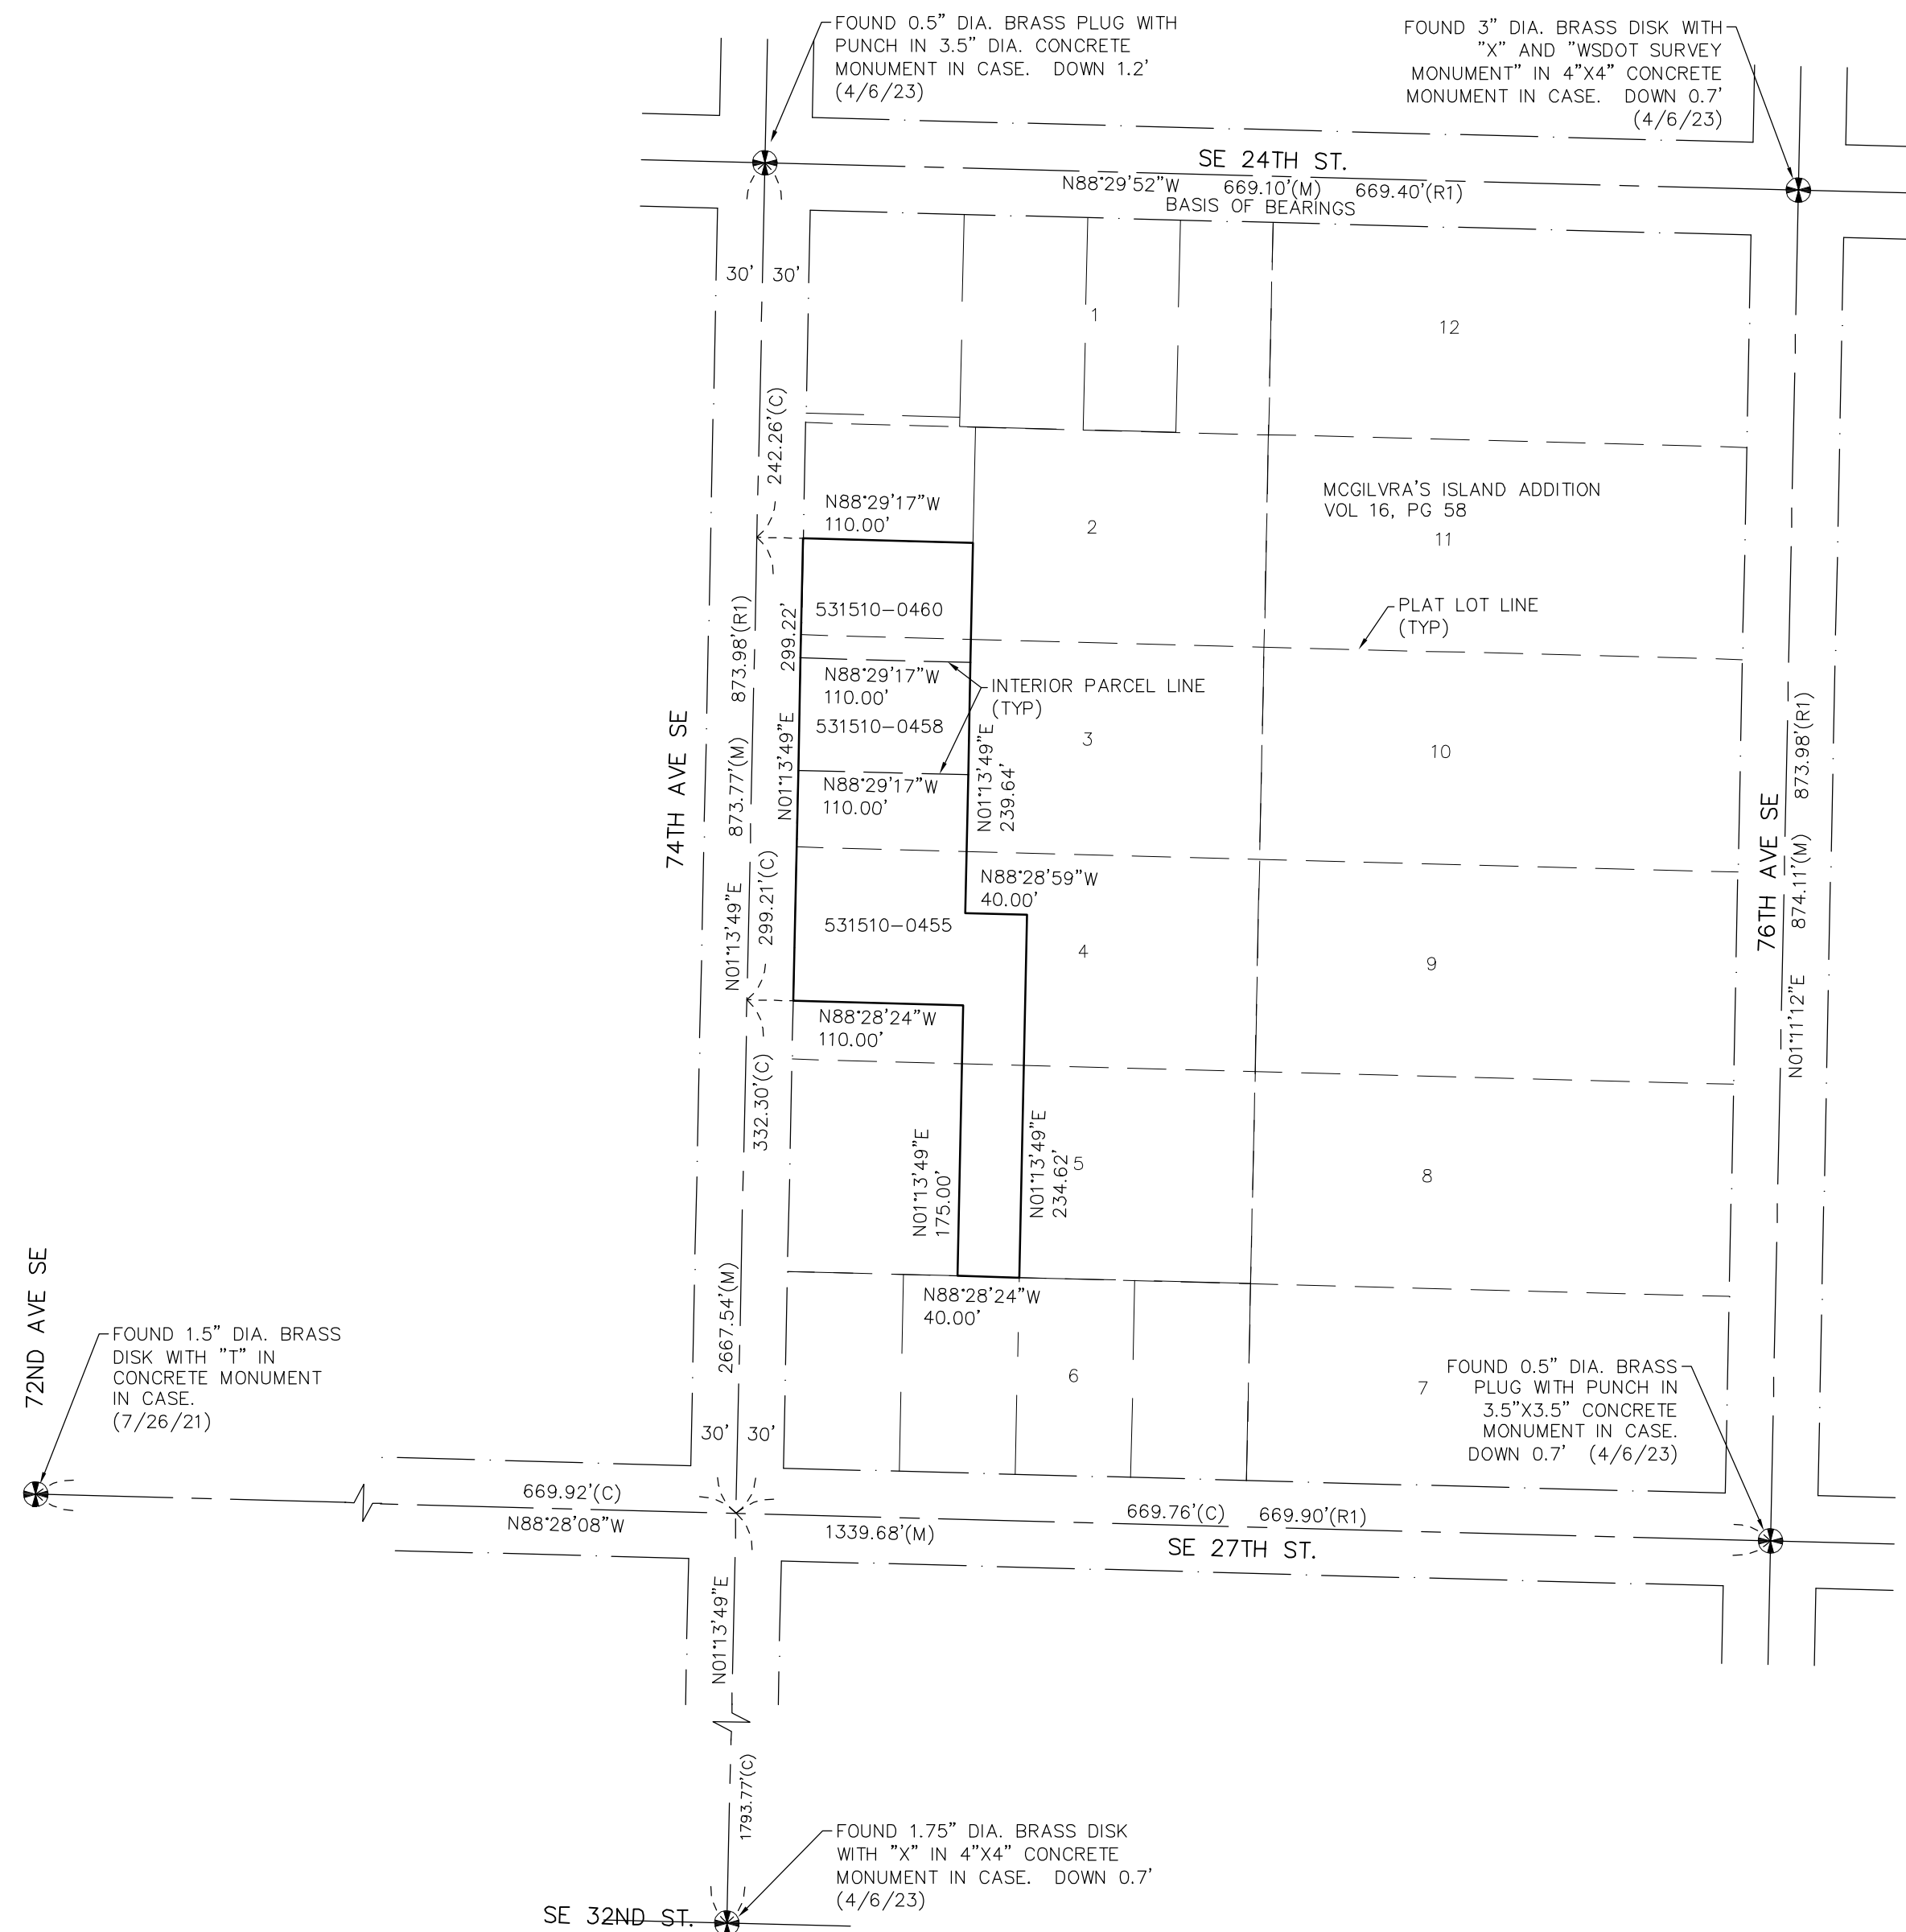 FOUND 0.5" DIA. BRASS PLUG WITH
PUNCH IN 3.5" DIA. CONCRETE
MONUMENT IN CASE. DOWN 1.2'
(4/6/23)
FOUND 3" DIA. BRASS DISK WITH
"X" AND "WSDOT SURVEY
MONUMENT" IN 4"X4" CONCRETE
MONUMENT IN CASE. DOWN 0.7'
(4/6/23)
SE 24TH ST.
N88°29'52"W 669.10'(M) 669.40'(R1)
BASIS OF BEARINGS
30' 30'
1
12
242.26'(C)
N88°29'17"W
110.00'
2
MCGILVRA'S ISLAND ADDITION
VOL 16, PG 58
11
531510-0460
PLAT LOT LINE
(TYP)
299.22'
N01°13'49"E
N88°29'17"W
110.00'
INTERIOR PARCEL LINE
(TYP)
531510-0458
3
10
N88°29'17"W
110.00'
N01°13'49"E
239.64'
74TH AVE SE
N01°13'49"E 873.77'(M) 873.98'(R1)
299.21'(C)
N88°28'59"W
40.00'
531510-0455
4
9
76TH AVE SE
N01°11'12"E 874.11'(M) 873.98'(R1)
N88°28'24"W
110.00'
332.30'(C)
N01°13'49"E
175.00'
N01°13'49"E
234.62'
5
8
2667.54'(M)
N88°28'24"W
40.00'
6
7
72ND AVE SE
FOUND 1.5" DIA. BRASS
DISK WITH "T" IN
CONCRETE MONUMENT
IN CASE.
(7/26/21)
FOUND 0.5" DIA. BRASS
PLUG WITH PUNCH IN
3.5"X3.5" CONCRETE
MONUMENT IN CASE.
DOWN 0.7' (4/6/23)
30' 30'
669.92'(C)
N88°28'08"W
1339.68'(M)
669.76'(C) 669.90'(R1)
SE 27TH ST.
N01°13'49"E
1793.77'(C)
FOUND 1.75" DIA. BRASS DISK
WITH "X" IN 4"X4" CONCRETE
MONUMENT IN CASE. DOWN 0.7'
(4/6/23)
SE 32ND ST.